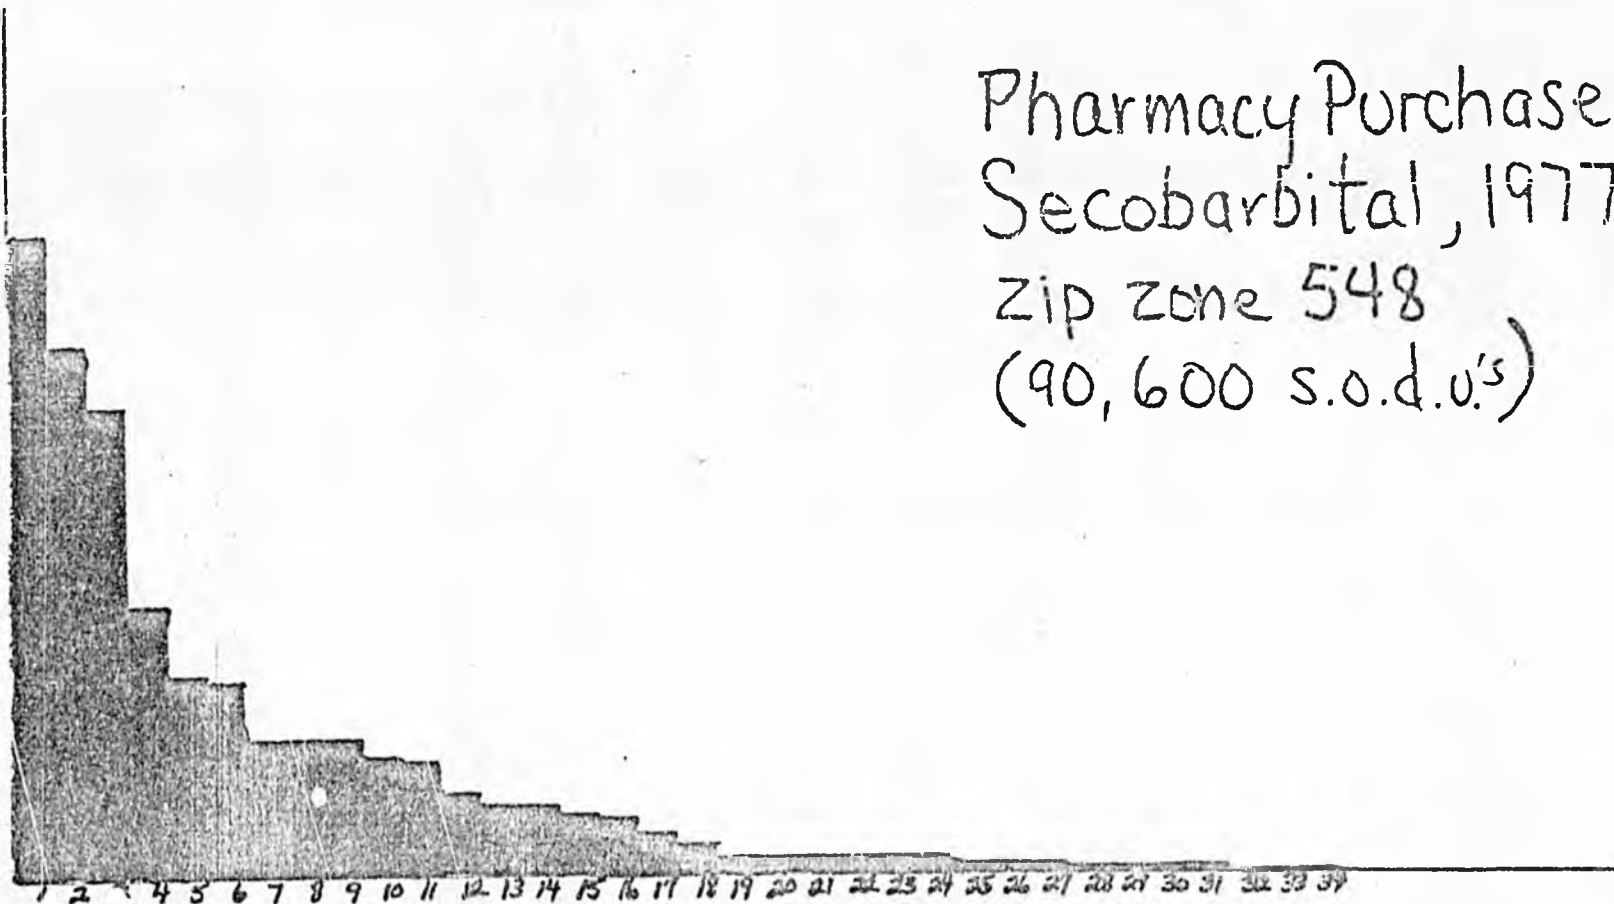 Pharmacy Purchase
Secobarbital, 1977
zip zone 548
(90,600 s.o.d.u.'s)
1 2 4 5 6 7 8 9 10 11 12 13 14 15 16 17 18 19 20 21 22 23 24 25 26 27 28 29 30 31 32 33 34